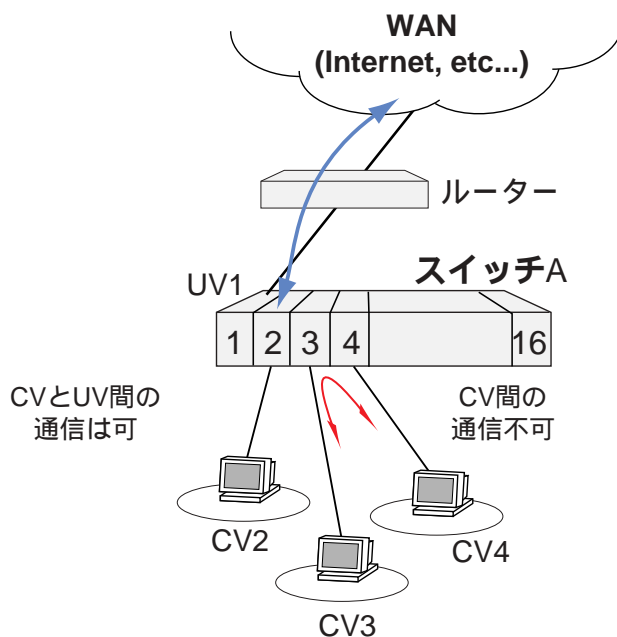 WAN
(Internet, etc...)
ルーター
UV1
スイッチA
1 2 3 4 16
CVとUV間の
通信は可
CV間の
通信不可
CV2
CV3
CV4